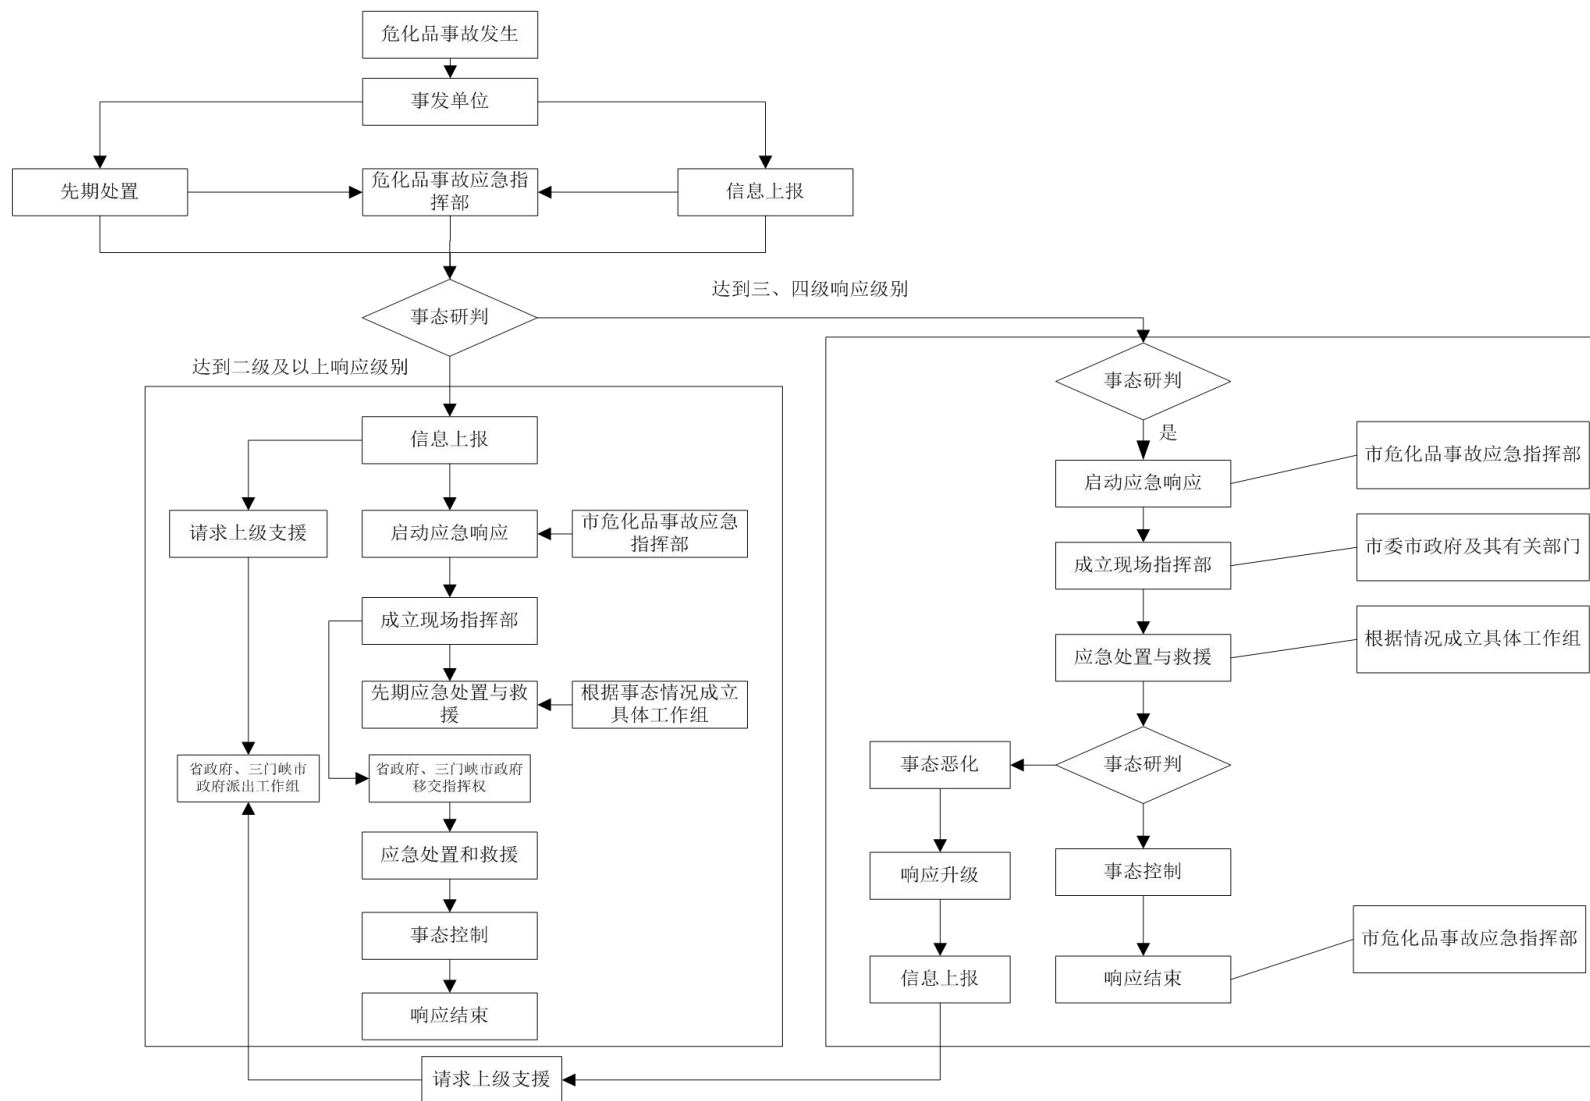 危化品事故发生
事发单位
先期处置
危化品事故应急指
挥部
信息上报
达到三、四级响应级别
事态研判
达到二级及以上响应级别
信息上报
请求上级支援
启动应急响应
市危化品事故应急
指挥部
成立现场指挥部
先期应急处置与救
援
根据事态情况成立
具体工作组
省政府、三门峡市
政府派出工作组
省政府、三门峡市政府
移交指挥权
应急处置和救援
事态控制
响应结束
请求上级支援
事态研判
是
启动应急响应
市危化品事故应急指挥部
成立现场指挥部
市委市政府及其有关部门
应急处置与救援
根据情况成立具体工作组
事态恶化
事态研判
响应升级
事态控制
信息上报
响应结束
市危化品事故应急指挥部